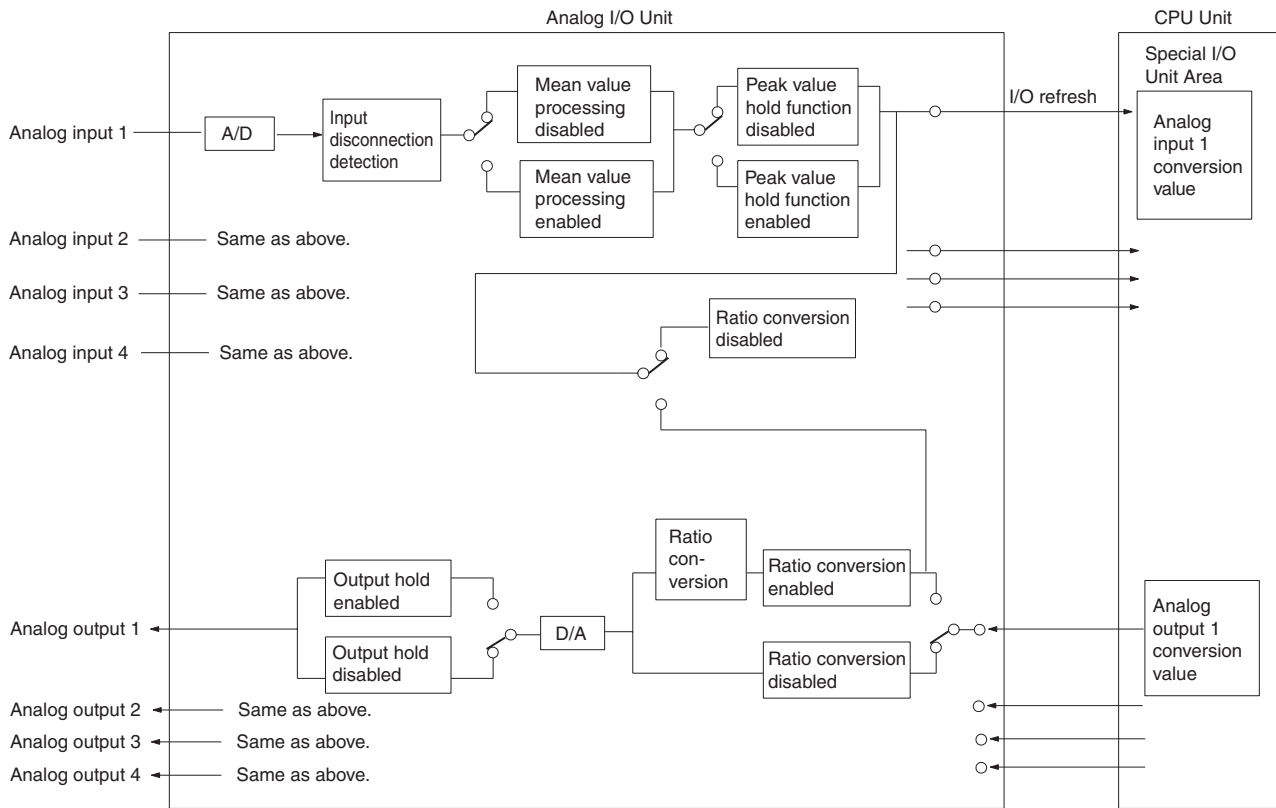 Analog I/O Unit
CPU Unit
Special I/O
Unit Area
I/O refresh
Analog input 1
A/D
Input
disconnection
detection
Mean value
processing
disabled
Mean value
processing
enabled
Peak value
hold function
disabled
Peak value
hold function
enabled
Analog
input 1
conversion
value
Analog input 2
Same as above.
Analog input 3
Same as above.
Analog input 4
Same as above.
Ratio conversion
disabled
Ratio
con-
version
Ratio conversion
enabled
Ratio conversion
disabled
D/A
Output hold
enabled
Output hold
disabled
Analog output 1
Analog
output 1
conversion
value
Analog output 2
Same as above.
Analog output 3
Same as above.
Analog output 4
Same as above.